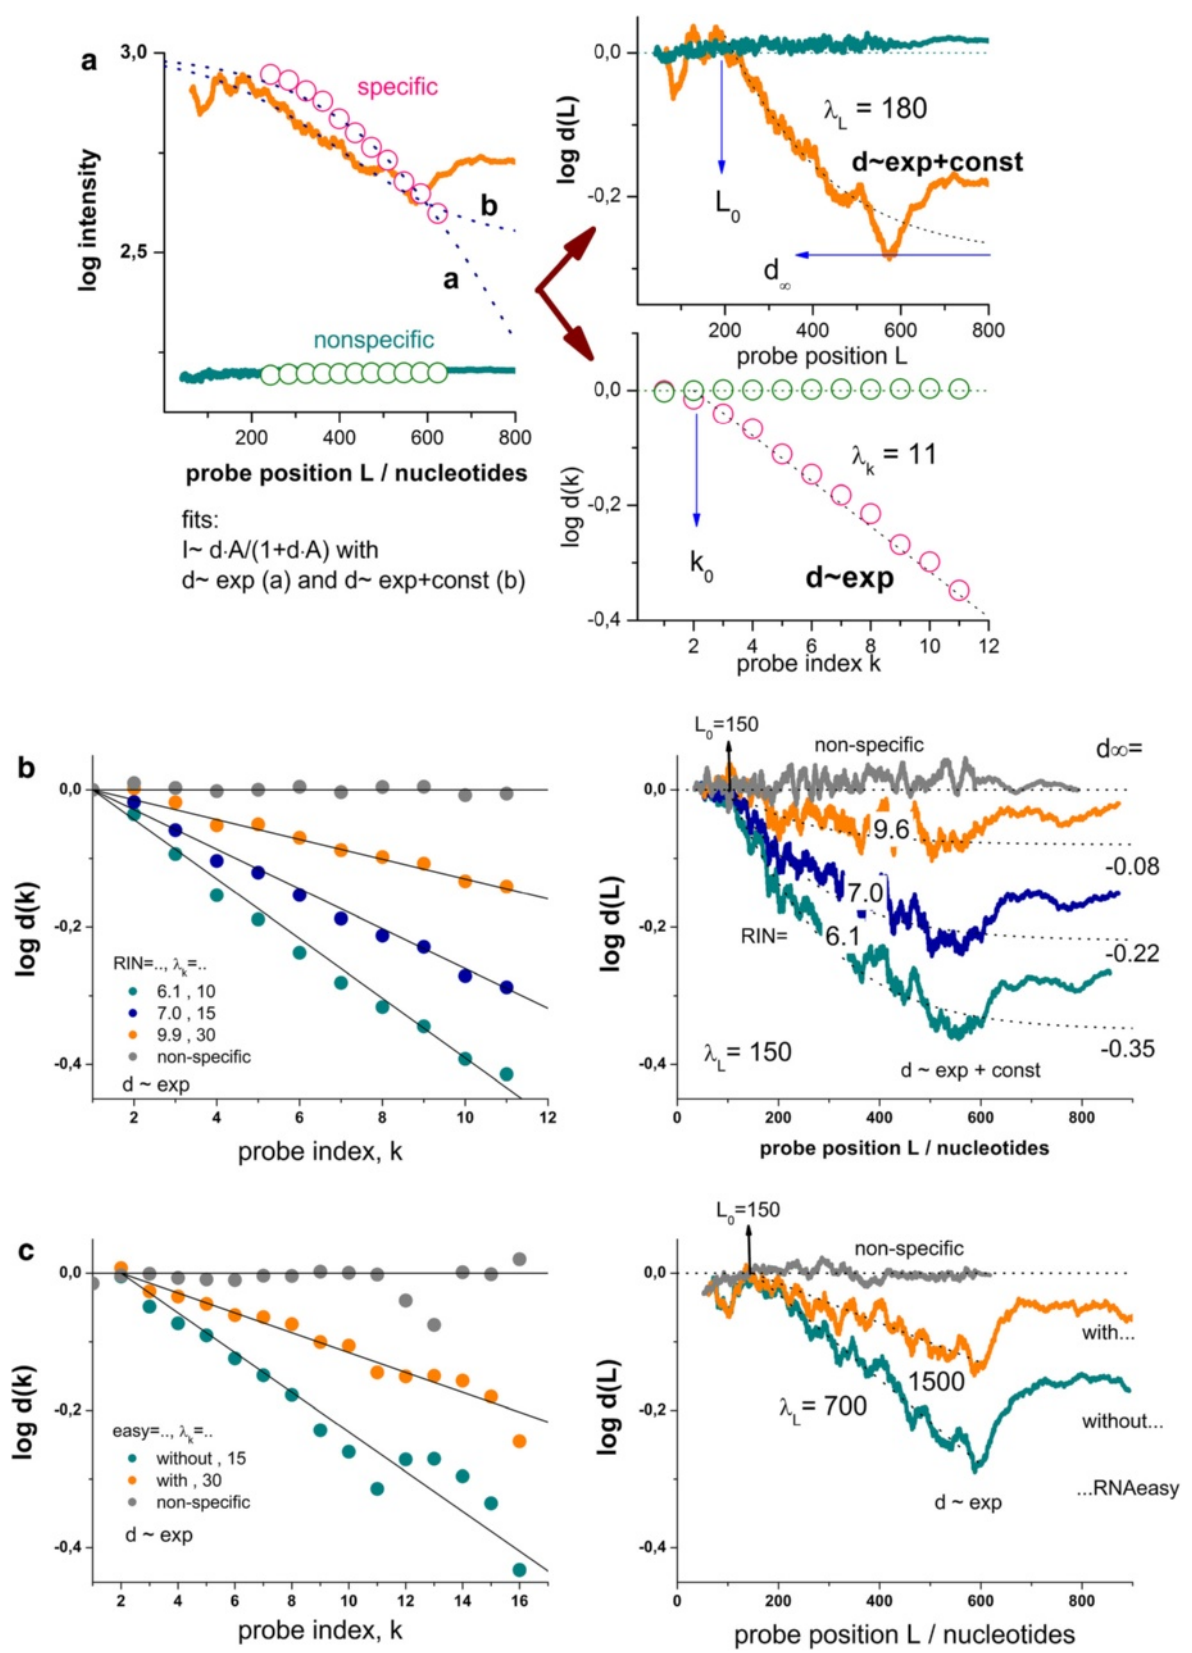 a
3,0
2,5
log intensity
specific
nonspecific
b
a
200 400 600 800
probe position L / nucleotides
fits:
I~ d·A/(1+d·A) with
d~ exp (a) and d~ exp+const (b)
0,0
-0,2
log d(L)
λL = 180
d~exp+const
L0
d∞
200 400 600 800
probe position L
0,0
-0,2
-0,4
log d(k)
λk = 11
k0
d~exp
2 4 6 8 10 12
probe index k
b
0,0
-0,2
-0,4
log d(k)
RIN=.., λk=..
6.1 , 10
7.0 , 15
9.9 , 30
non-specific
d ~ exp
2 4 6 8 10 12
probe index, k
L0=150
non-specific
d∞=
0,0
-0,2
-0,4
log d(L)
9.6
7.0
RIN= 6.1
-0.08
-0.22
-0.35
λL= 150
d ~ exp + const
0 200 400 600 800
probe position L / nucleotides
c
0,0
-0,2
-0,4
log d(k)
easy=.., λk=..
without , 15
with , 30
non-specific
d ~ exp
2 4 6 8 10 12 14 16
probe index, k
L0=150
non-specific
0,0
-0,2
-0,4
log d(L)
with...
1500
λL= 700
without...
...RNAeasy
d ~ exp
0 200 400 600 800
probe position L / nucleotides